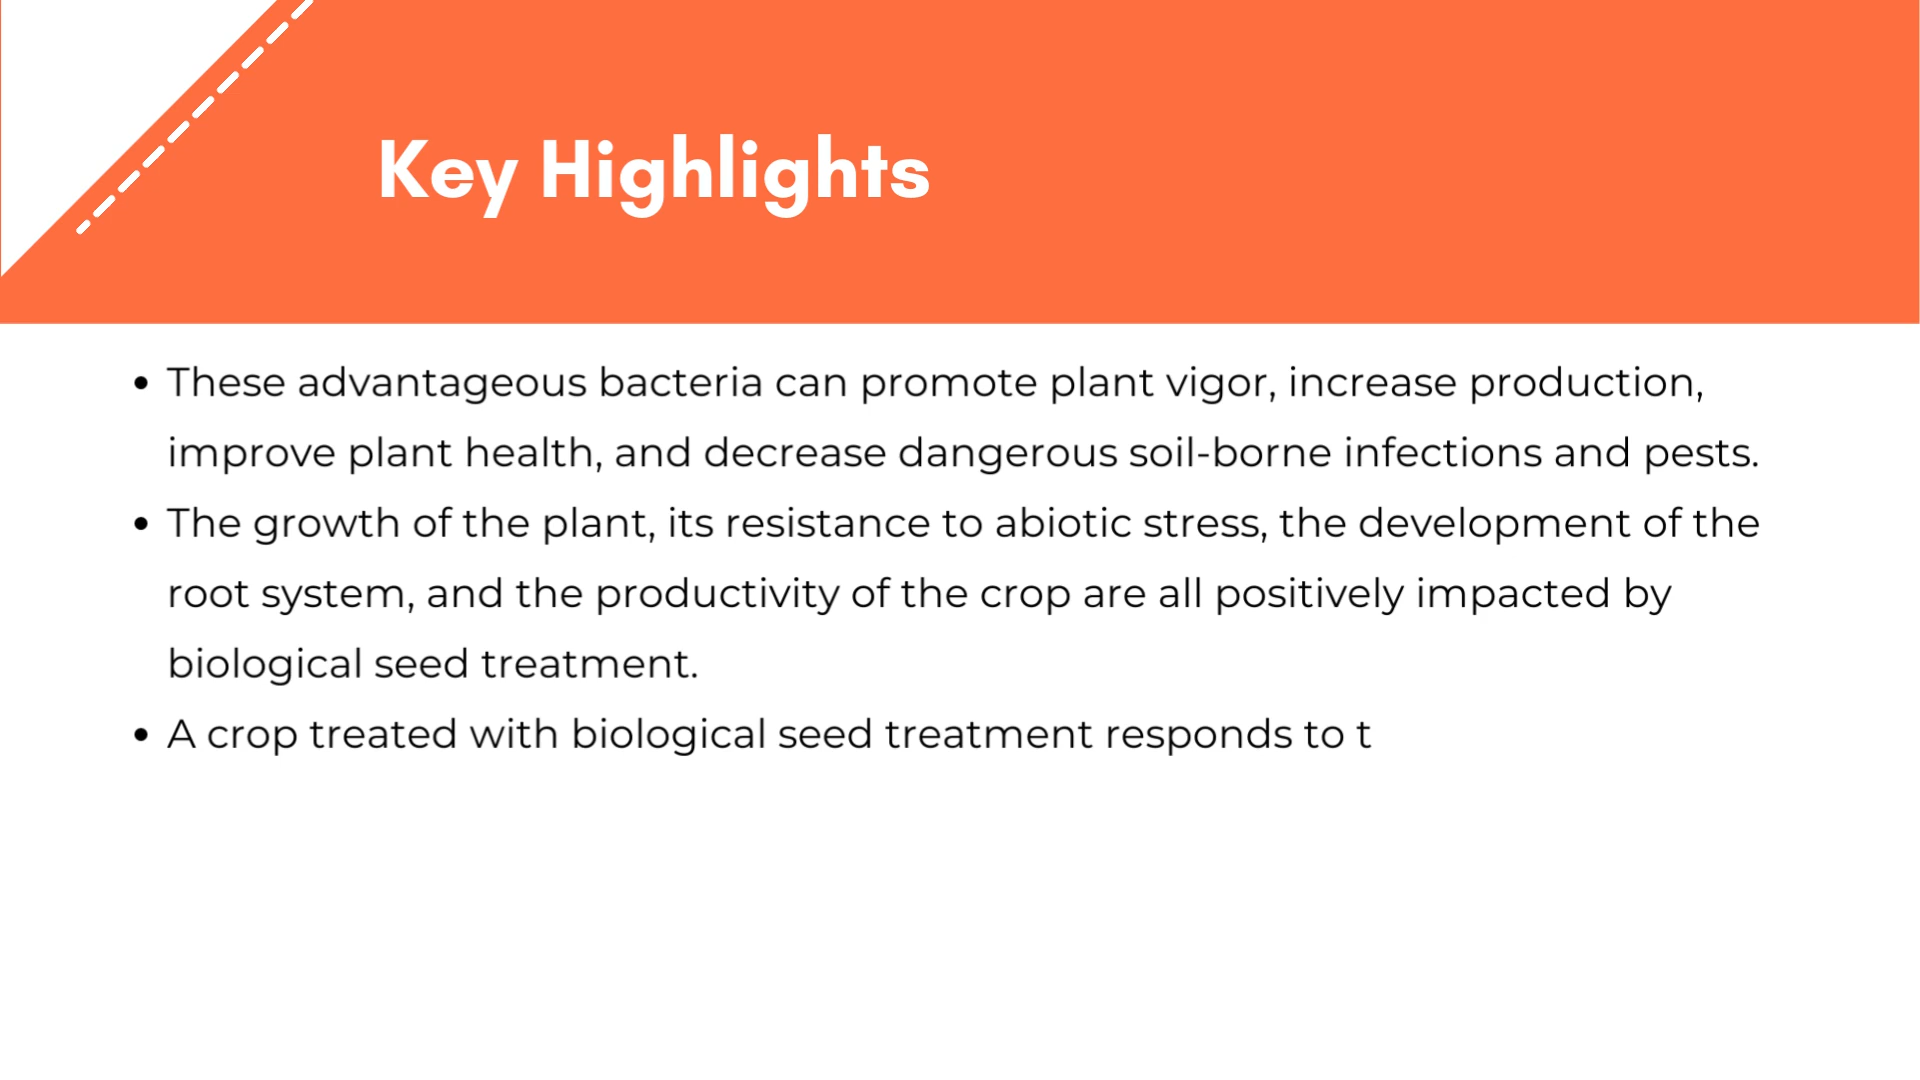 Key Highlights
• These advantageous bacteria can promote plant vigor, increase production,
improve plant health, and decrease dangerous soil-borne infections and pests.
• The growth of the plant, its resistance to abiotic stress, the development of the
root system, and the productivity of the crop are all positively impacted by
biological seed treatment.
• A crop treated with biological seed treatment responds to t